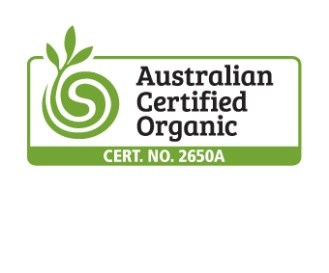 Australian
Certified
Organic
CERT. NO. 2650A